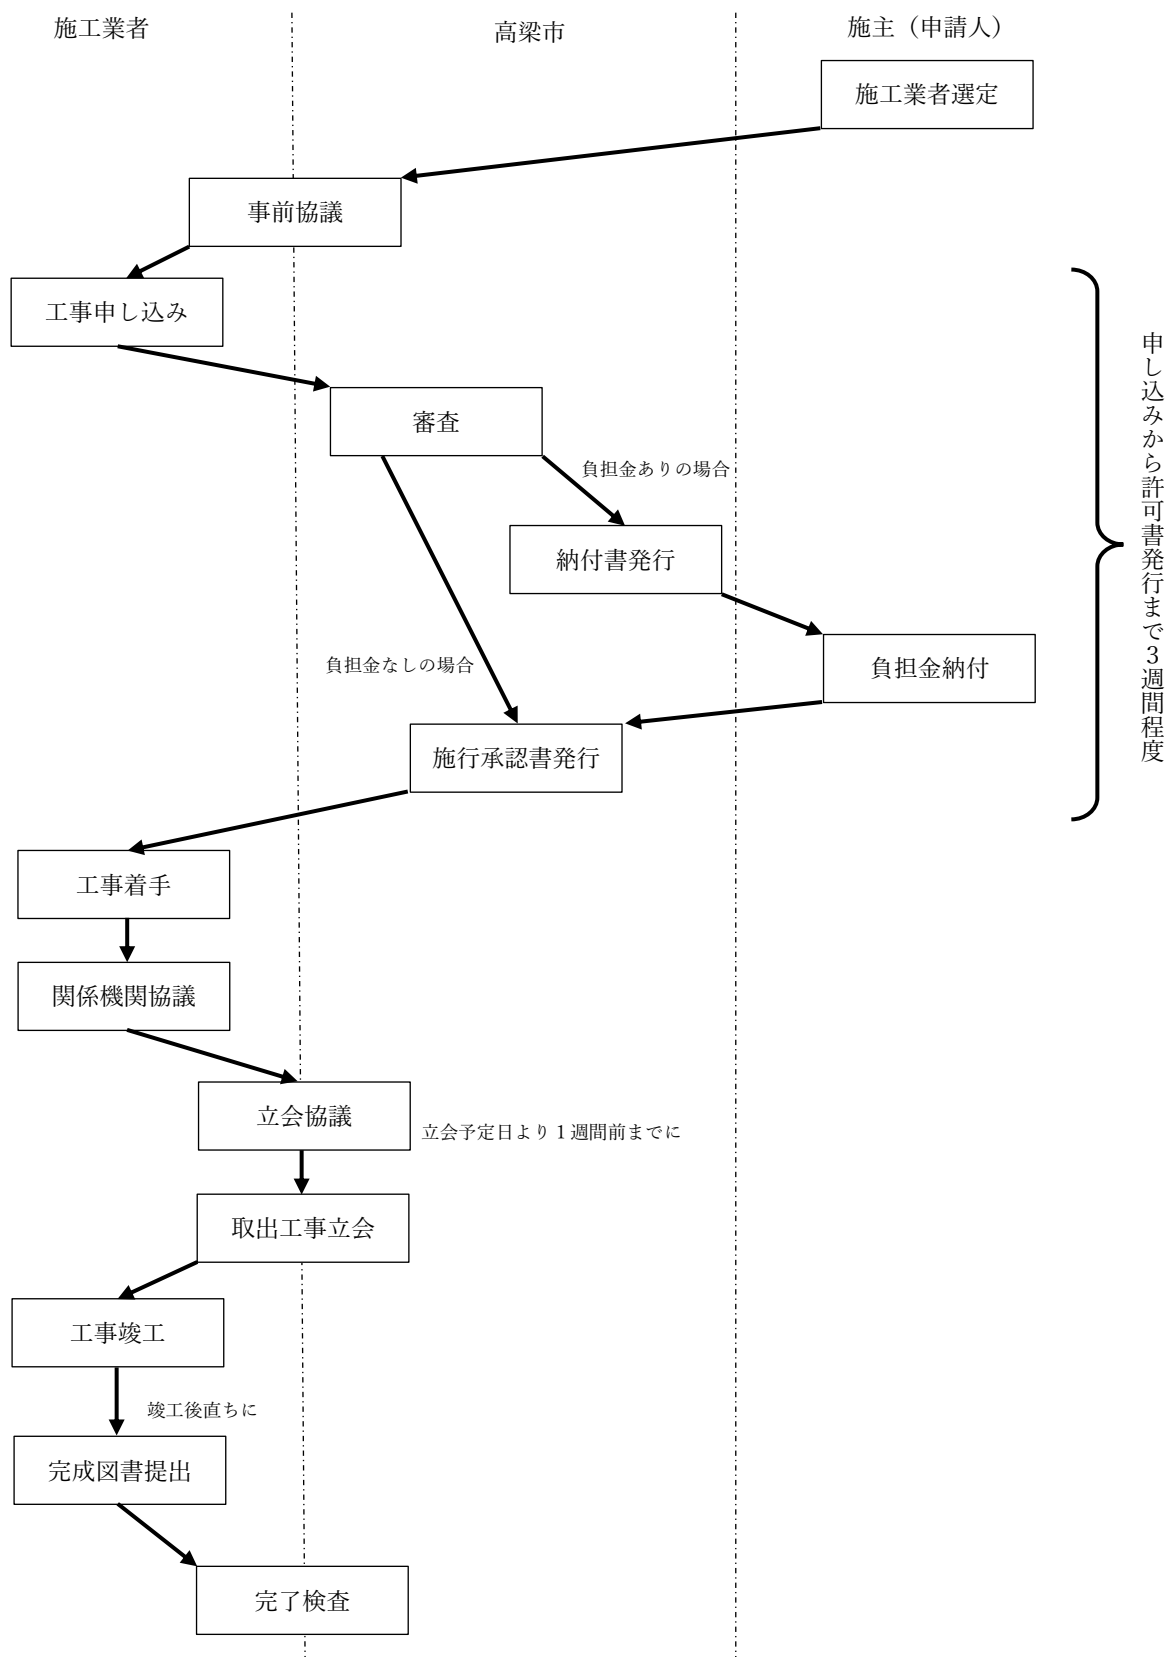 施工業者
高梁市
施主（申請人）
施工業者選定
事前協議
工事申し込み
審査
負担金ありの場合
納付書発行
負担金納付
負担金なしの場合
施行承認書発行
申し込みから許可書発行まで３週間程度
工事着手
関係機関協議
立会協議
立会予定日より１週間前までに
取出工事立会
工事竣工
竣工後直ちに
完成図書提出
完了検査